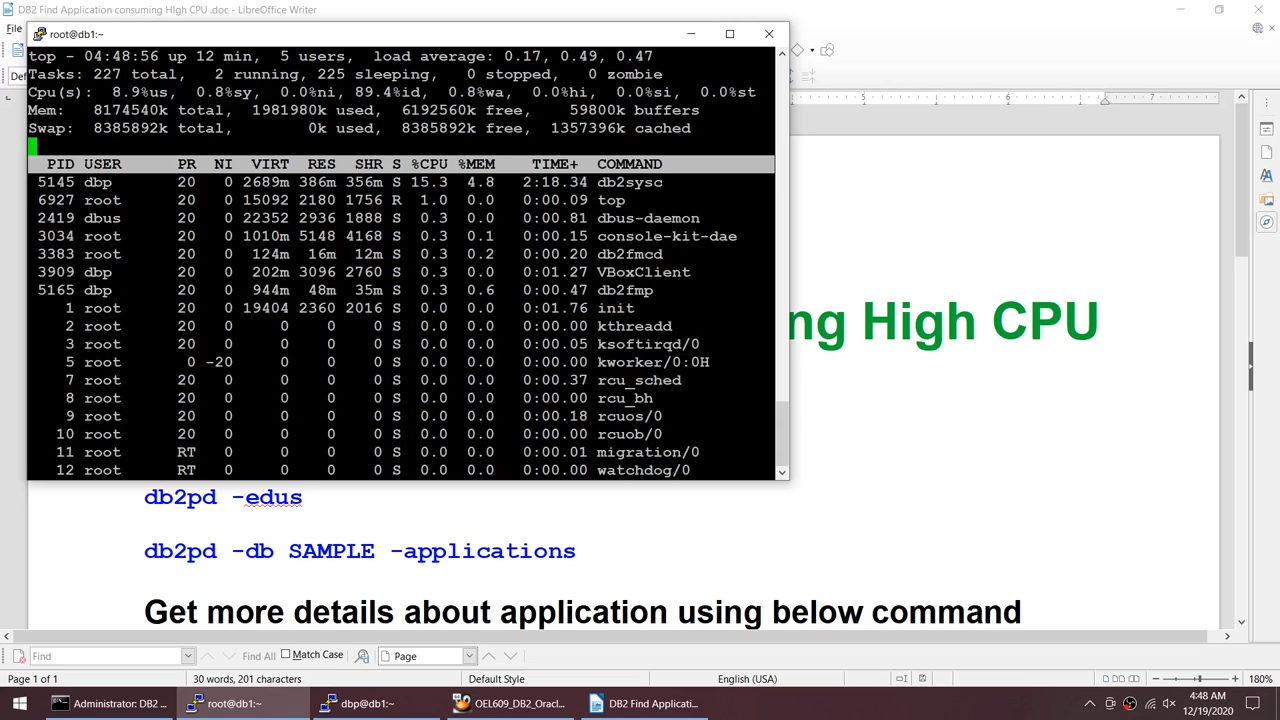 DB2 Find Application consuming HIgh CPU .doc - LibreOffice Writer
File
root@db1:~
top - 04:48:56 up 12 min,  5 users,  load average: 0.17, 0.49, 0.47
Tasks: 227 total,   2 running, 225 sleeping,   0 stopped,   0 zombie
Cpu(s):  8.9%us,  0.8%sy,  0.0%ni, 89.4%id,  0.8%wa,  0.0%hi,  0.0%si,  0.0%st
Mem:   8174540k total,  1981980k used,  6192560k free,    59800k buffers
Swap:  8385892k total,        0k used,  8385892k free,  1357396k cached
PID USER      PR  NI  VIRT  RES  SHR S %CPU %MEM    TIME+  COMMAND
5145 dbp       20   0 2689m 386m 356m S 15.3  4.8   2:18.34 db2sysc
6927 root      20   0 15092 2180 1756 R  1.0  0.0   0:00.09 top
2419 dbus      20   0 22352 2936 1888 S  0.3  0.0   0:00.81 dbus-daemon
3034 root      20   0 1010m 5148 4168 S  0.3  0.1   0:00.15 console-kit-dae
3383 root      20   0  124m  16m  12m S  0.3  0.2   0:00.20 db2fmcd
3909 dbp       20   0  202m 3096 2760 S  0.3  0.0   0:01.27 VBoxClient
5165 dbp       20   0  944m  48m  35m S  0.3  0.6   0:00.47 db2fmp
1 root      20   0 19404 2360 2016 S  0.0  0.0   0:01.76 init
2 root      20   0     0    0    0 S  0.0  0.0   0:00.00 kthreadd
3 root      20   0     0    0    0 S  0.0  0.0   0:00.05 ksoftirqd/0
5 root       0 -20     0    0    0 S  0.0  0.0   0:00.00 kworker/0:0H
7 root      20   0     0    0    0 S  0.0  0.0   0:00.37 rcu_sched
8 root      20   0     0    0    0 S  0.0  0.0   0:00.00 rcu_bh
9 root      20   0     0    0    0 S  0.0  0.0   0:00.18 rcuos/0
10 root      20   0     0    0    0 S  0.0  0.0   0:00.00 rcuob/0
11 root      RT   0     0    0    0 S  0.0  0.0   0:00.01 migration/0
12 root      RT   0     0    0    0 S  0.0  0.0   0:00.00 watchdog/0
5 6 7
ng High CPU
db2pd -edus
db2pd -db SAMPLE -applications
Get more details about application using below command
Find Find All Match Case Page
Page 1 of 1 30 words, 201 characters Default Style English (USA) 180%
Administrator: DB2 ... root@db1:~ dbp@db1:~ OEL609_DB2_Oracl... DB2 Find Applicati... 4:48 AM
12/19/2020